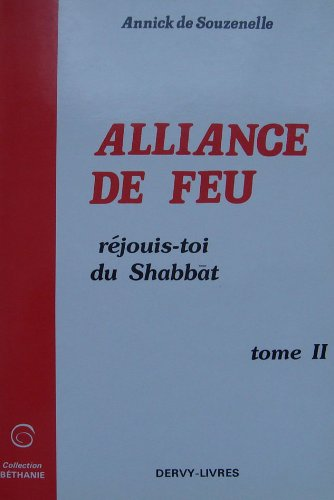 Annick de Souzenelle
ALLIANCE
DE FEU
réjouis-toi
du Shabbāt
tome II
Collection
BÉTHANIE
DERVY-LIVRES